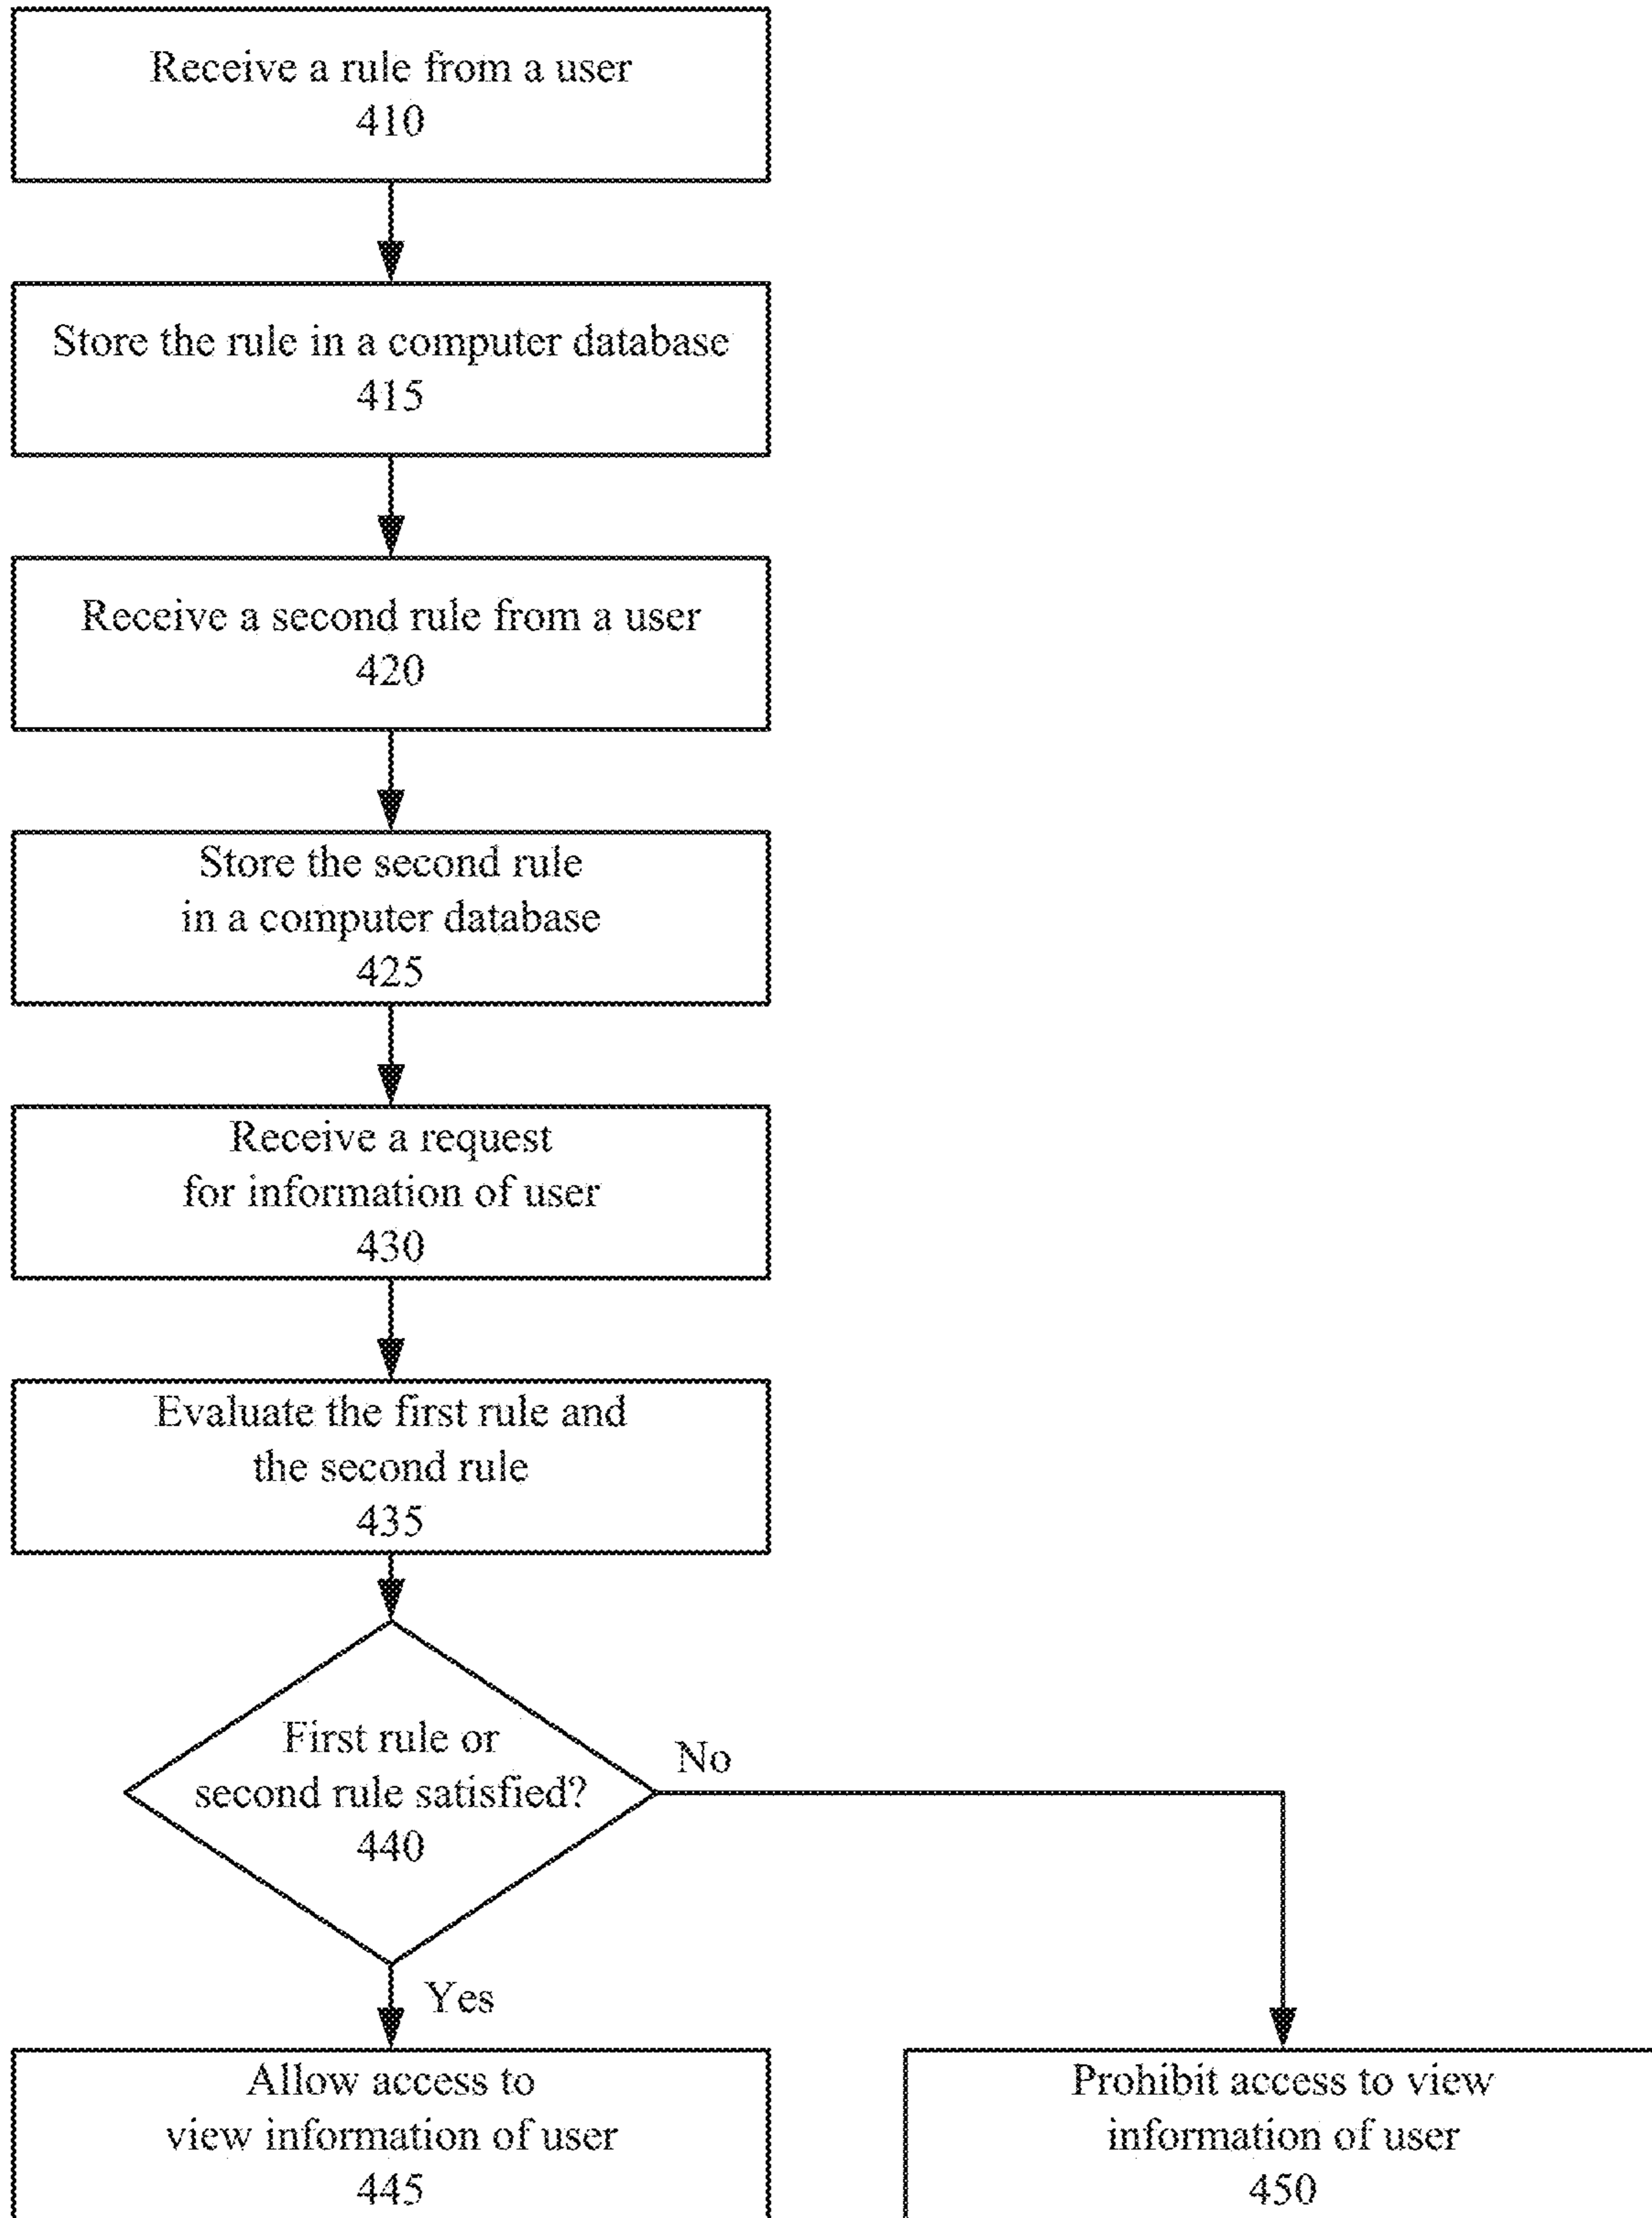 Receive a rule from a user
410
Store the rule in a computer database
415
Receive a second rule from a user
420
Store the second rule
in a computer database
425
Receive a request
for information of user
430
Evaluate the first rule and
the second rule
435
First rule or
second rule satisfied?
440
No
Yes
Allow access to
view information of user
445
Prohibit access to view
information of user
450